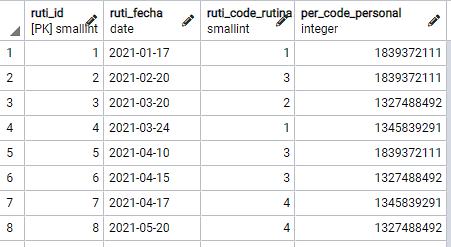 ruti_id ruti_fecha ruti_code_rutina per_code_personal
[PK] smallint date smallint integer
1 1 2021-01-17 1 1839372111
2 2 2021-02-20 3 1839372111
3 3 2021-03-20 2 1327488492
4 4 2021-03-24 1 1345839291
5 5 2021-04-10 3 1839372111
6 6 2021-04-15 3 1327488492
7 7 2021-04-17 4 1345839291
8 8 2021-05-20 4 1327488492